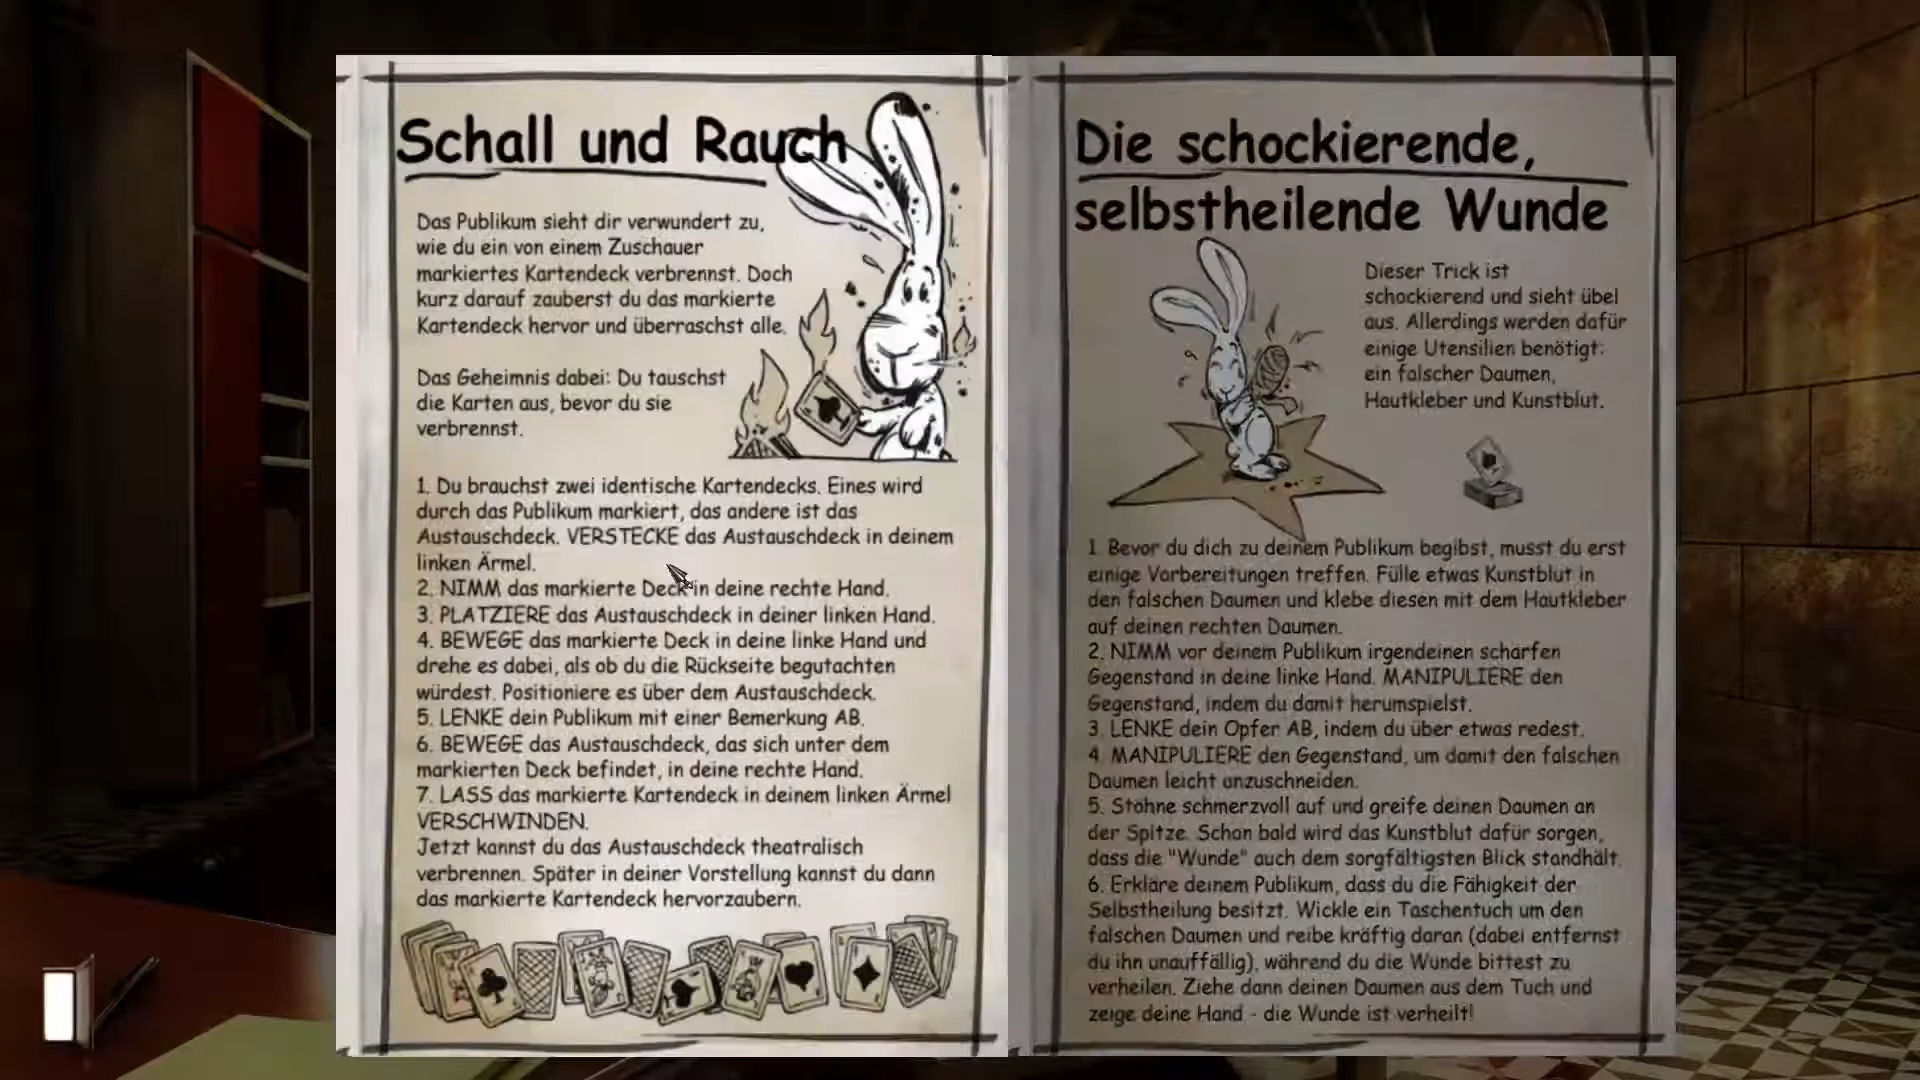 Schall und Rauch
Das Publikum sieht dir verwundert zu,
wie du ein von einem Zuschauer
markiertes Kartendeck verbrennst. Doch
kurz darauf zauberst du das markierte
Kartendeck hervor und überraschst alle.
Das Geheimnis dabei: Du tauschst
die Karten aus, bevor du sie
verbrennst.
1. Du brauchst zwei identische Kartendecks. Eines wird
durch das Publikum markiert, das andere ist das
Austauschdeck. VERSTECKE das Austauschdeck in deinem
linken Ärmel.
2. NIMM das markierte Deck in deine rechte Hand.
3. PLATZIERE das Austauschdeck in deiner linken Hand.
4. BEWEGE das markierte Deck in deine linke Hand und
drehe es dabei, als ob du die Rückseite begutachten
würdest. Positioniere es über dem Austauschdeck.
5. LENKE dein Publikum mit einer Bemerkung AB.
6. BEWEGE das Austauschdeck, das sich unter dem
markierten Deck befindet, in deine rechte Hand.
7. LASS das markierte Kartendeck in deinem linken Ärmel
VERSCHWINDEN.
Jetzt kannst du das Austauschdeck theatralisch
verbrennen. Später in deiner Vorstellung kannst du dann
das markierte Kartendeck hervorzaubern.
Die schockierende,
selbstheilende Wunde
Dieser Trick ist
schockierend und sieht übel
aus. Allerdings werden dafür
einige Utensilien benötigt:
ein falscher Daumen,
Hautkleber und Kunstblut.
1. Bevor du dich zu deinem Publikum begibst, musst du erst
einige Vorbereitungen treffen. Fülle etwas Kunstblut in
den falschen Daumen und klebe diesen mit dem Hautkleber
auf deinen rechten Daumen.
2. NIMM vor deinem Publikum irgendeinen scharfen
Gegenstand in deine linke Hand. MANIPULIERE den
Gegenstand, indem du damit herumspielst.
3. LENKE dein Opfer AB, indem du über etwas redest.
4. MANIPULIERE den Gegenstand, um damit den falschen
Daumen leicht anzuschneiden.
5. Stöhne schmerzvoll auf und greife deinen Daumen an
der Spitze. Schon bald wird das Kunstblut dafür sorgen,
dass die "Wunde" auch dem sorgfältigsten Blick standhält.
6. Erkläre deinem Publikum, dass du die Fähigkeit der
Selbstheilung besitzt. Wickle ein Taschentuch um den
falschen Daumen und reibe kräftig daran (dabei entfernst
du ihn unauffällig), während du die Wunde bittest zu
verheilen. Ziehe dann deinen Daumen aus dem Tuch und
zeige deine Hand - die Wunde ist verheilt!